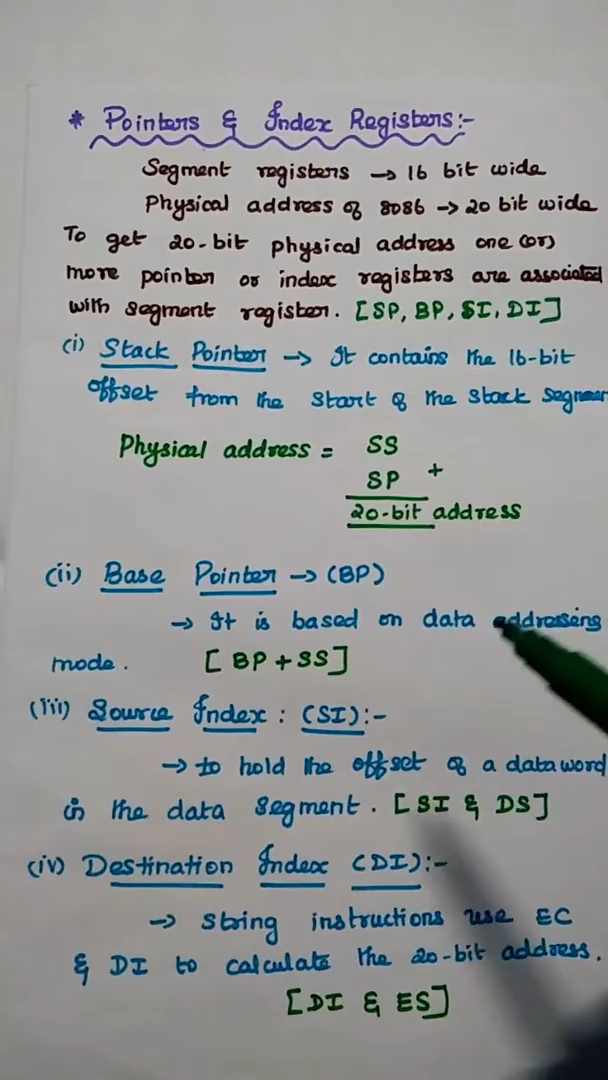 * Pointers & Index Registers:-
Segment registers → 16 bit wide
Physical address of 8086 → 20 bit wide
To get 20-bit physical address one (or)
more pointer or index registers are associated
with segment register. [SP, BP, SI, DI]
(i) Stack Pointer → It contains the 16-bit
offset from the start of the stack segment
Physical address = SS
SP +
20-bit address
(ii) Base Pointer → (BP)
→ It is based on data addressing
mode. [BP + SS]
(iii) Source Index : (SI):-
→ to hold the offset of a data word
in the data segment. [SI & DS]
(iv) Destination Index (DI):-
→ String instructions use EC
& DI to calculate the 20-bit address.
[DI & ES]